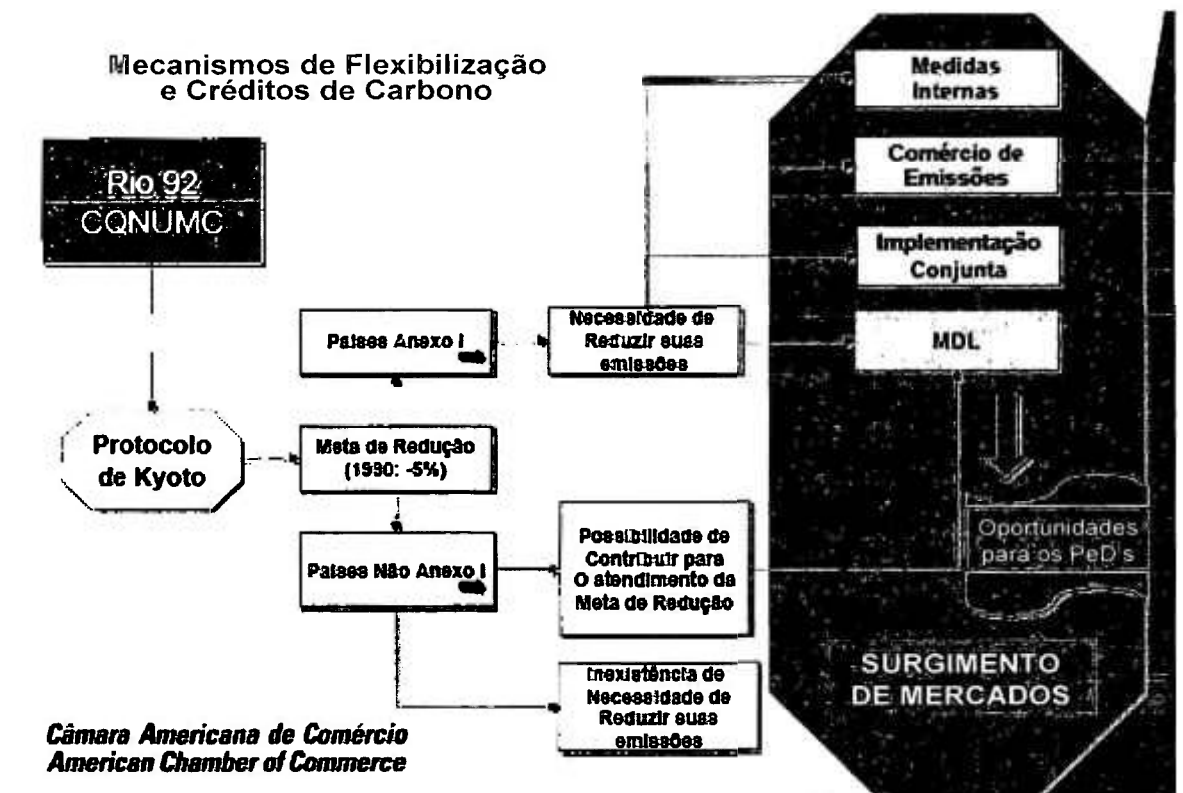 Mecanismos de Flexibilização
e Créditos de Carbono
Rio 92
CQNUMC
Protocolo
de Kyoto
Países Anexo I
Meta de Redução
(1990: -5%)
Países Não Anexo I
Necessidade de
Reduzir suas
emissões
Possibilidade de
Contribuir para
O atendimento da
Meta de Redução
Inexistência de
Necessidade de
Reduzir suas
emissões
Medidas
Internas
Comércio de
Emissões
Implementação
Conjunta
MDL
Oportunidades
para os PeD's
SURGIMENTO
DE MERCADOS
Câmara Americana de Comércio
American Chamber of Commerce